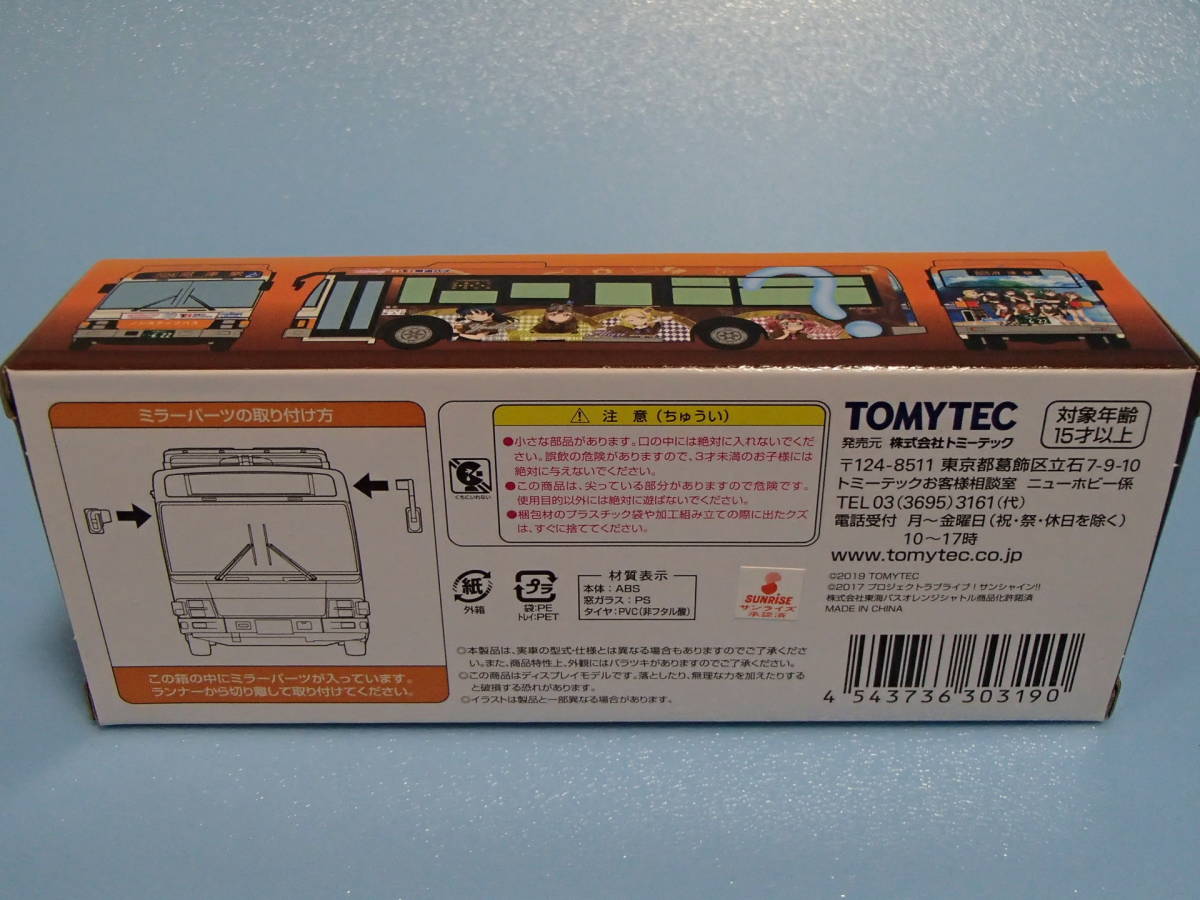 ミラーパーツの取り付け方
この箱の中にミラーパーツが入っています。
ランナーから切り離して取り付けてください。
くちにいれない
注 意（ちゅうい）
●小さな部品があります。口の中には絶対に入れないでくだ
さい。誤飲の危険がありますので、3才未満のお子様には
絶対に与えないでください。
●この商品は、尖っている部分がありますので危険です。
使用目的以外には絶対に遊ばないでください。
●梱包材のプラスチック袋や加工組み立ての際に出たクズ
は、すぐに捨ててください。
紙
外箱
プラ
袋:PE
トレイ:PET
材質表示
本体：ABS
窓ガラス：PS
タイヤ：PVC（非フタル酸）
SUNRISE
サンライズ
承認済
◎本製品は、実車の型式・仕様とは異なる場合もありますのでご了承くださ
い。また、商品特性上、外観にはバラツキがありますのでご了承ください。
◎この商品はディスプレイモデルです。落としたり、無理な力を加えたりする
と破損する恐れがあります。
◎イラストは製品と一部異なる場合があります。
TOMYTEC
発売元 株式会社トミーテック
対象年齢
15才以上
〒124-8511 東京都葛飾区立石7-9-10
トミーテックお客様相談室 ニューホビー係
TEL 03（3695）3161（代）
電話受付 月～金曜日（祝・祭・休日を除く）
10～17時
www.tomytec.co.jp
©2019 TOMYTEC
©2017 プロジェクトラブライブ！サンシャイン!!
株式会社東海バスオレンジシャトル商品化許諾済
MADE IN CHINA
4 543736 303190